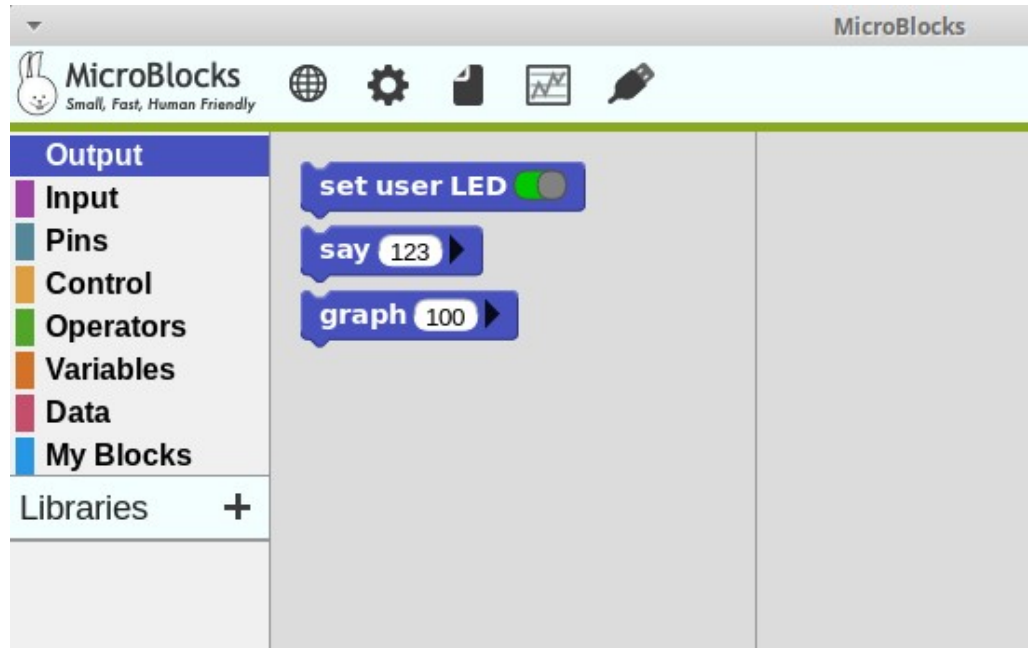 MicroBlocks
MicroBlocks
Small, Fast, Human Friendly
Output
Input
Pins
Control
Operators
Variables
Data
My Blocks
Libraries +
set user LED
say 123
graph 100